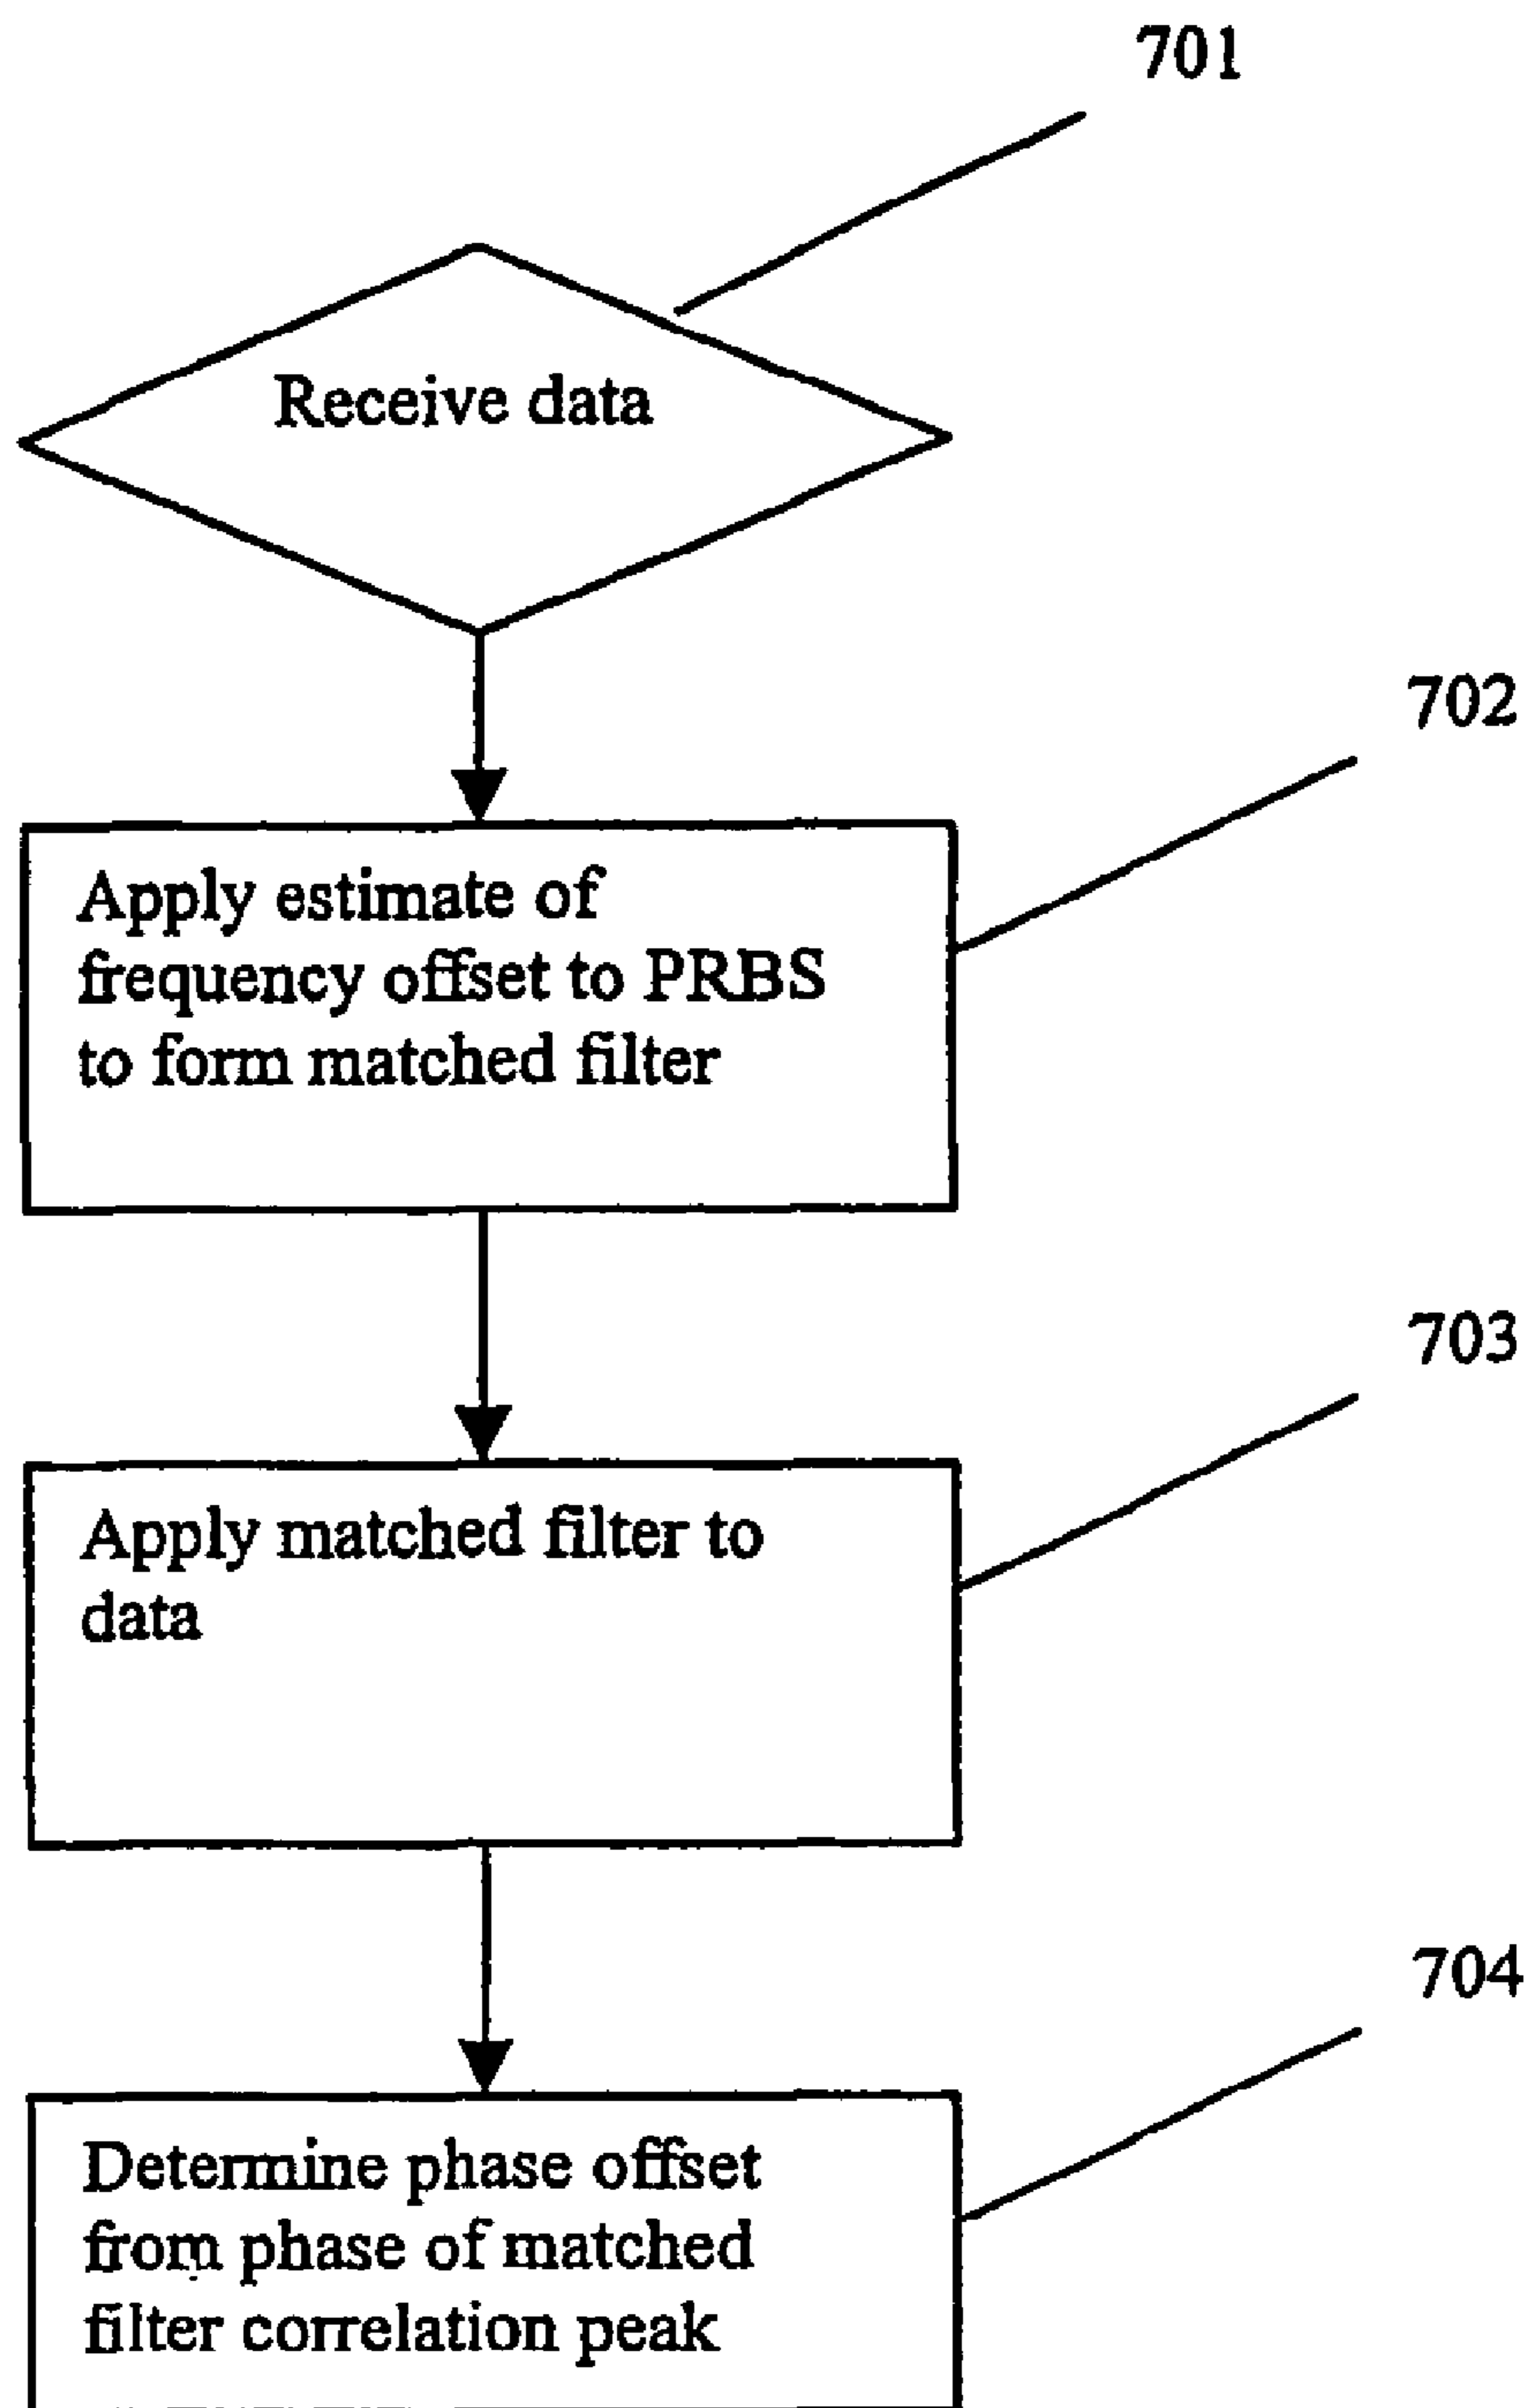 701
Receive data
702
Apply estimate of
frequency offset to PRBS
to form matched filter
703
Apply matched filter to
data
704
Determine phase offset
from phase of matched
filter correlation peak